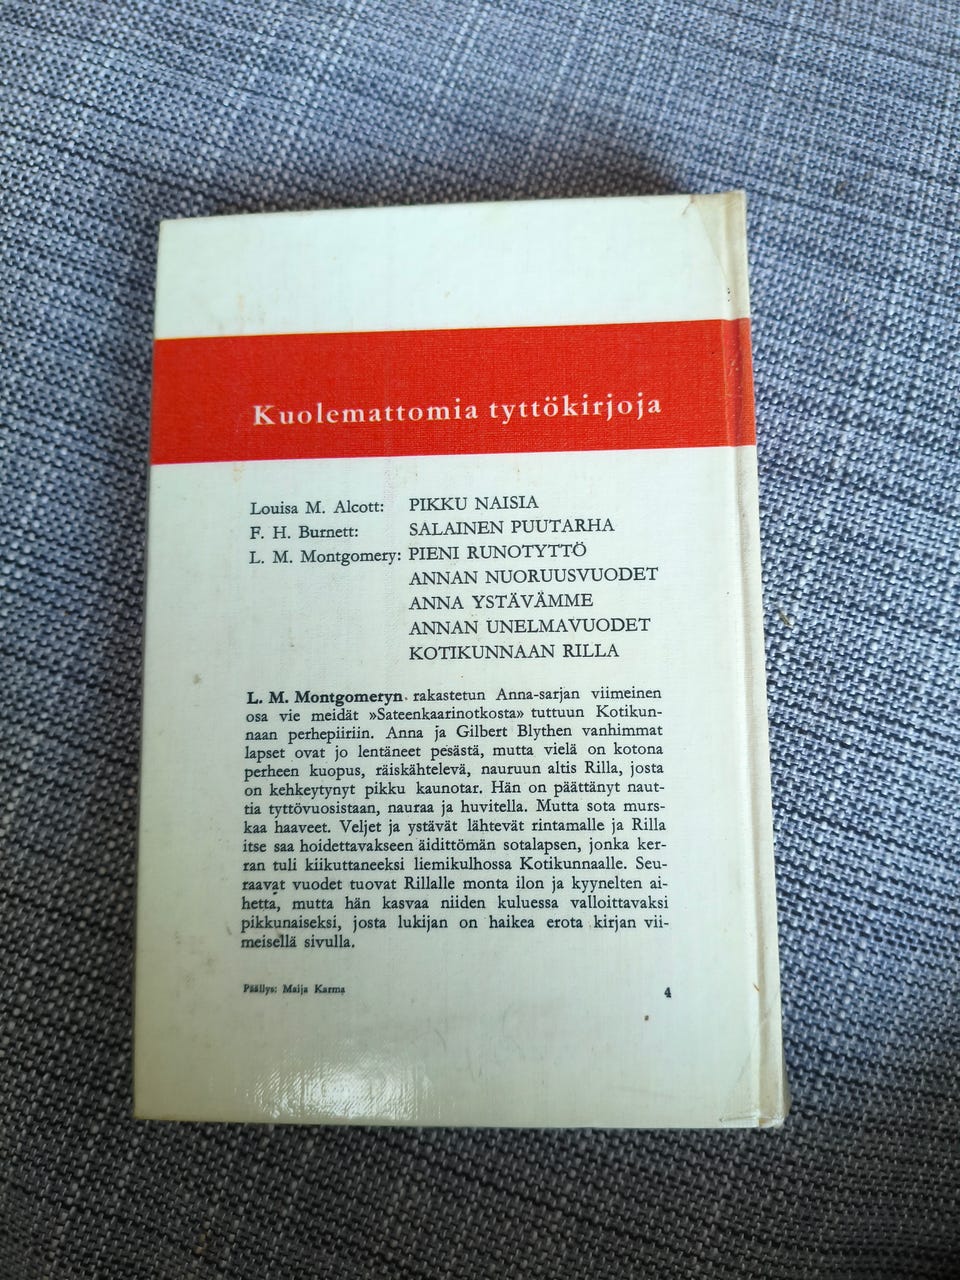 Kuolemattomia tyttökirjoja
Louisa M. Alcott: PIKKU NAISIA
F. H. Burnett: SALAINEN PUUTARHA
L. M. Montgomery: PIENI RUNOTYTTÖ
ANNAN NUORUUSVUODET
ANNA YSTÄVÄMME
ANNAN UNELMAVUODET
KOTIKUNNAAN RILLA
L. M. Montgomeryn rakastetun Anna-sarjan viimeinen
osa vie meidät »Sateenkaarinotkosta» tuttuun Kotikun-
naan perhepiiriin. Anna ja Gilbert Blythen vanhimmat
lapset ovat jo lentäneet pesästä, mutta vielä on kotona
perheen kuopus, räiskähtelevä, nauruun altis Rilla, josta
on kehkeytynyt pikku kaunotar. Hän on päättänyt naut-
tia tyttövuosistaan, nauraa ja huvitella. Mutta sota murs-
kaa haaveet. Veljet ja ystävät lähtevät rintamalle ja Rilla
itse saa hoidettavakseen äidittömän sotalapsen, jonka ker-
ran tuli kiikuttaneeksi liemikulhossa Kotikunnaalle. Seu-
raavat vuodet tuovat Rillalle monta ilon ja kyynelten ai-
hetta, mutta hän kasvaa niiden kuluessa valloittavaksi
pikkunaiseksi, josta lukijan on haikea erota kirjan vii-
meisellä sivulla.
Päällys: Maija Karma
4